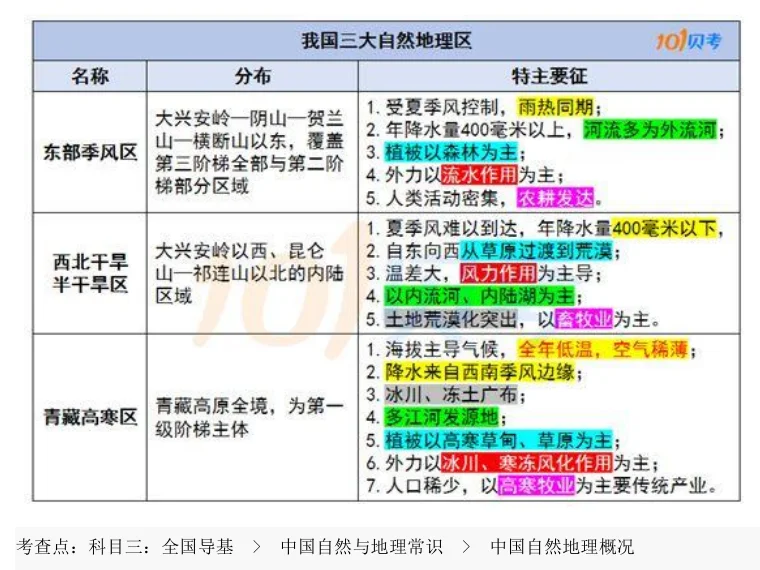 我国三大自然地理区
101贝考
名称
分布
特主要征
东部季风区
大兴安岭—阴山—贺兰
山—横断山以东，覆盖
第三阶梯全部与第二阶
梯部分区域
1. 受夏季风控制，雨热同期；
2. 年降水量400毫米以上，河流多为外流河；
3. 植被以森林为主；
4. 外力以流水作用为主；
5. 人类活动密集，农耕发达。
西北干旱
半干旱区
大兴安岭以西、昆仑
山—祁连山以北的内陆
区域
1. 夏季风难以到达，年降水量400毫米以下，
2. 自东向西从草原过渡到荒漠；
3. 温差大，风力作用为主导；
4. 以内流河、内陆湖为主；
5. 土地荒漠化突出，以畜牧业为主。
青藏高寒区
青藏高原全境，为第一
级阶梯主体
1. 海拔主导气候，全年低温，空气稀薄；
2. 降水来自西南季风边缘；
3. 冰川、冻土广布；
4. 多江河发源地；
5. 植被以高寒草甸、草原为主；
6. 外力以冰川、寒冻风化作用为主；
7. 人口稀少，以高寒牧业为主要传统产业。
101
考查点：科目三：全国导基 > 中国自然与地理常识 > 中国自然地理概况